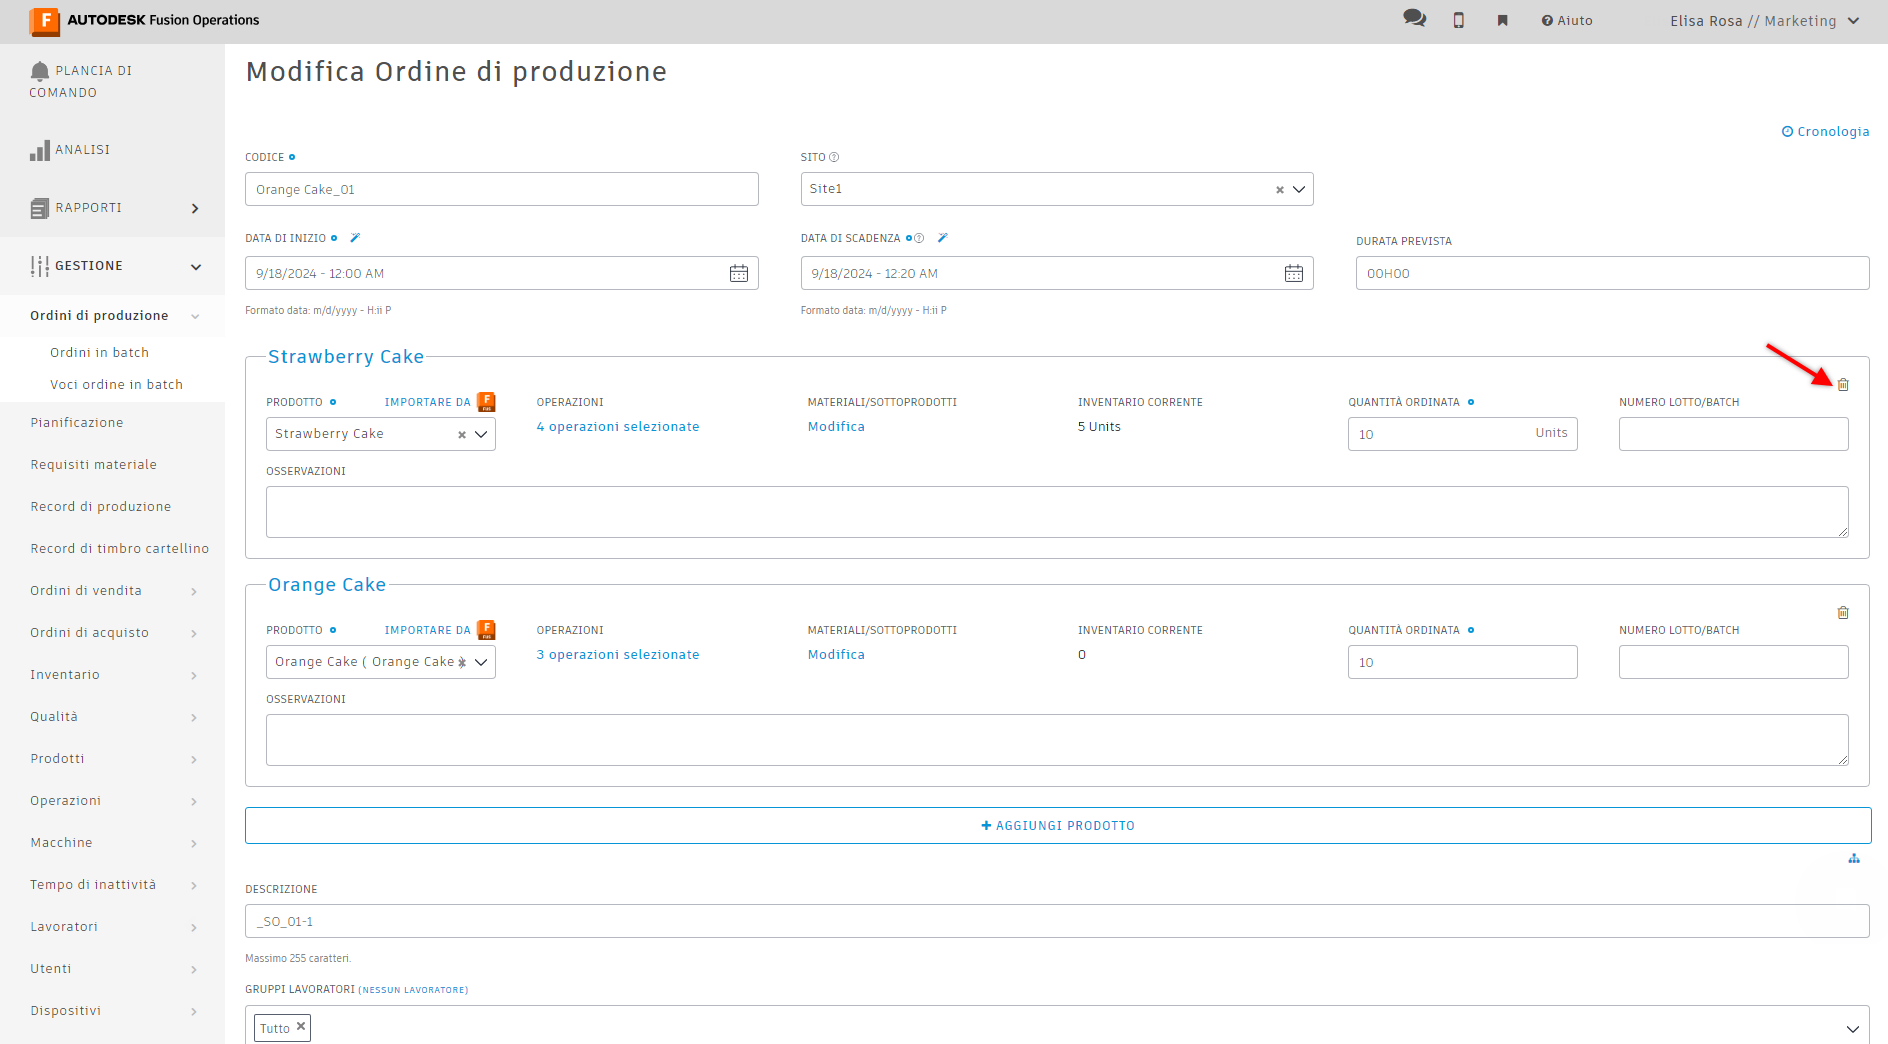 AUTODESK Fusion Operations
Aiuto
Elisa Rosa // Marketing
PLANCIA DI
COMANDO
ANALISI
RAPPORTI
GESTIONE
Ordini di produzione
Ordini in batch
Voci ordine in batch
Pianificazione
Requisiti materiale
Record di produzione
Record di timbro cartellino
Ordini di vendita
Ordini di acquisto
Inventario
Qualità
Prodotti
Operazioni
Macchine
Tempo di inattività
Lavoratori
Utenti
Dispositivi
Modifica Ordine di produzione
Cronologia
CODICE
Orange Cake_01
SITO
Site1
DATA DI INIZIO
9/18/2024 - 12:00 AM
Formato data: m/d/yyyy - H:ii P
DATA DI SCADENZA
9/18/2024 - 12:20 AM
Formato data: m/d/yyyy - H:ii P
DURATA PREVISTA
00H00
Strawberry Cake
PRODOTTO
IMPORTARE DA
Strawberry Cake
OPERAZIONI
4 operazioni selezionate
MATERIALI/SOTTOPRODOTTI
Modifica
INVENTARIO CORRENTE
5 Units
QUANTITÀ ORDINATA
10 Units
NUMERO LOTTO/BATCH
OSSERVAZIONI
Orange Cake
PRODOTTO
IMPORTARE DA
Orange Cake ( Orange Cake
OPERAZIONI
3 operazioni selezionate
MATERIALI/SOTTOPRODOTTI
Modifica
INVENTARIO CORRENTE
0
QUANTITÀ ORDINATA
10
NUMERO LOTTO/BATCH
OSSERVAZIONI
AGGIUNGI PRODOTTO
DESCRIZIONE
_SO_01-1
Massimo 255 caratteri.
GRUPPI LAVORATORI (NESSUN LAVORATORE)
Tutto